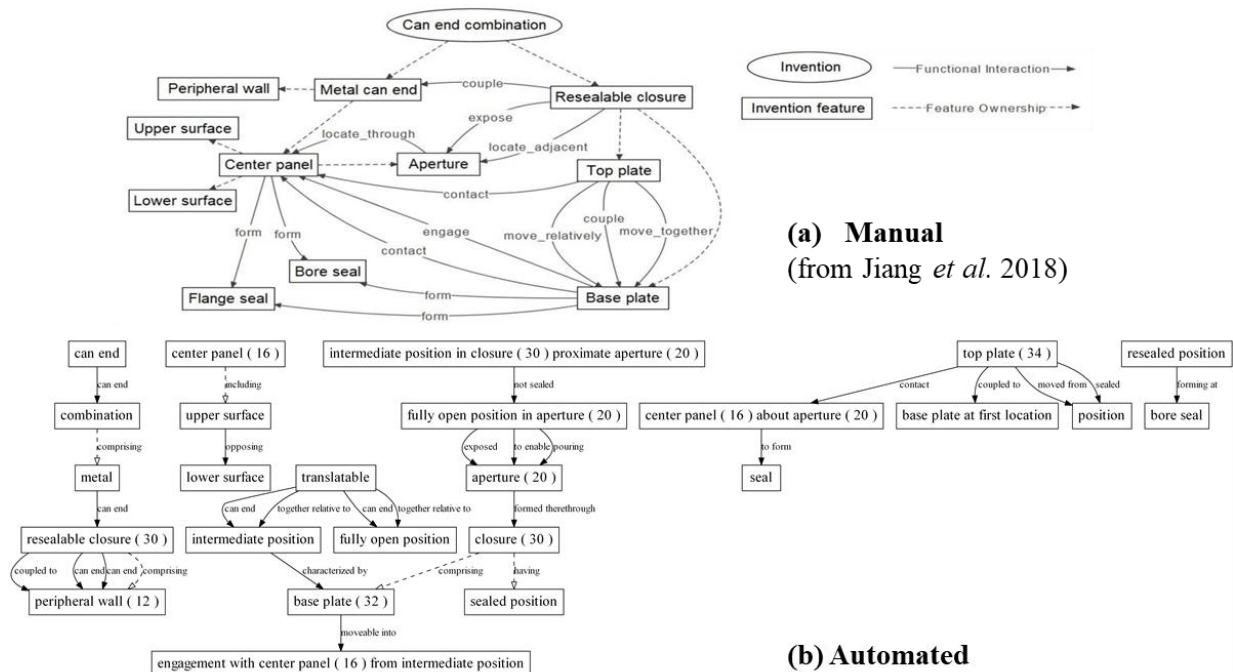 Can end combination
Invention
Functional Interaction
Peripheral wall
Metal can end
couple
Resealable closure
Invention feature
Feature Ownership
expose
Upper surface
locate_through
locate_adjacent
Center panel
Aperture
Top plate
Lower surface
contact
couple
engage
move_relatively
move_together
form
form
contact
Bore seal
Flange seal
form
Base plate
form
(a) Manual
(from Jiang et al. 2018)
can end
center panel ( 16 )
intermediate position in closure ( 30 ) proximate aperture ( 20 )
top plate ( 34 )
resealed position
can end
including
not sealed
contact
coupled to
moved from
sealed
forming at
combination
upper surface
fully open position in aperture ( 20 )
center panel ( 16 ) about aperture ( 20 )
base plate at first location
position
bore seal
comprising
opposing
exposed
to enable
pouring
to form
metal
lower surface
translatable
aperture ( 20 )
seal
can end
can end
together relative to
can end
together relative to
formed therethrough
resealable closure ( 30 )
intermediate position
fully open position
closure ( 30 )
coupled to
can end
can end
comprising
characterized by
comprising
having
peripheral wall ( 12 )
base plate ( 32 )
sealed position
moveable into
engagement with center panel ( 16 ) from intermediate position
(b) Automated